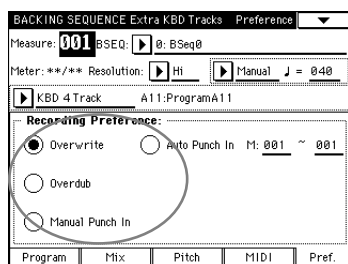 BACKING SEQUENCE Extra KBD Tracks Preference
Measure: 001 BSEQ: 0: BSeq0
Meter: **/** Resolution: Hi Manual ♩ = 040
KBD 4 Track A11:ProgramA11
Recording Preference:
Overwrite Auto Punch In M: 001 ~ 001
Overdub
Manual Punch In
Program Mix Pitch MIDI Pref.